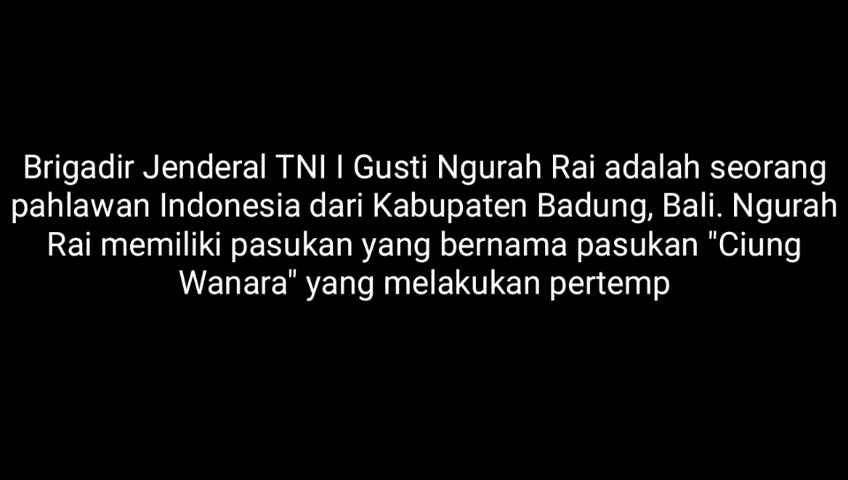 Brigadir Jenderal TNI I Gusti Ngurah Rai adalah seorang
pahlawan Indonesia dari Kabupaten Badung, Bali. Ngurah
Rai memiliki pasukan yang bernama pasukan "Ciung
Wanara" yang melakukan pertemp